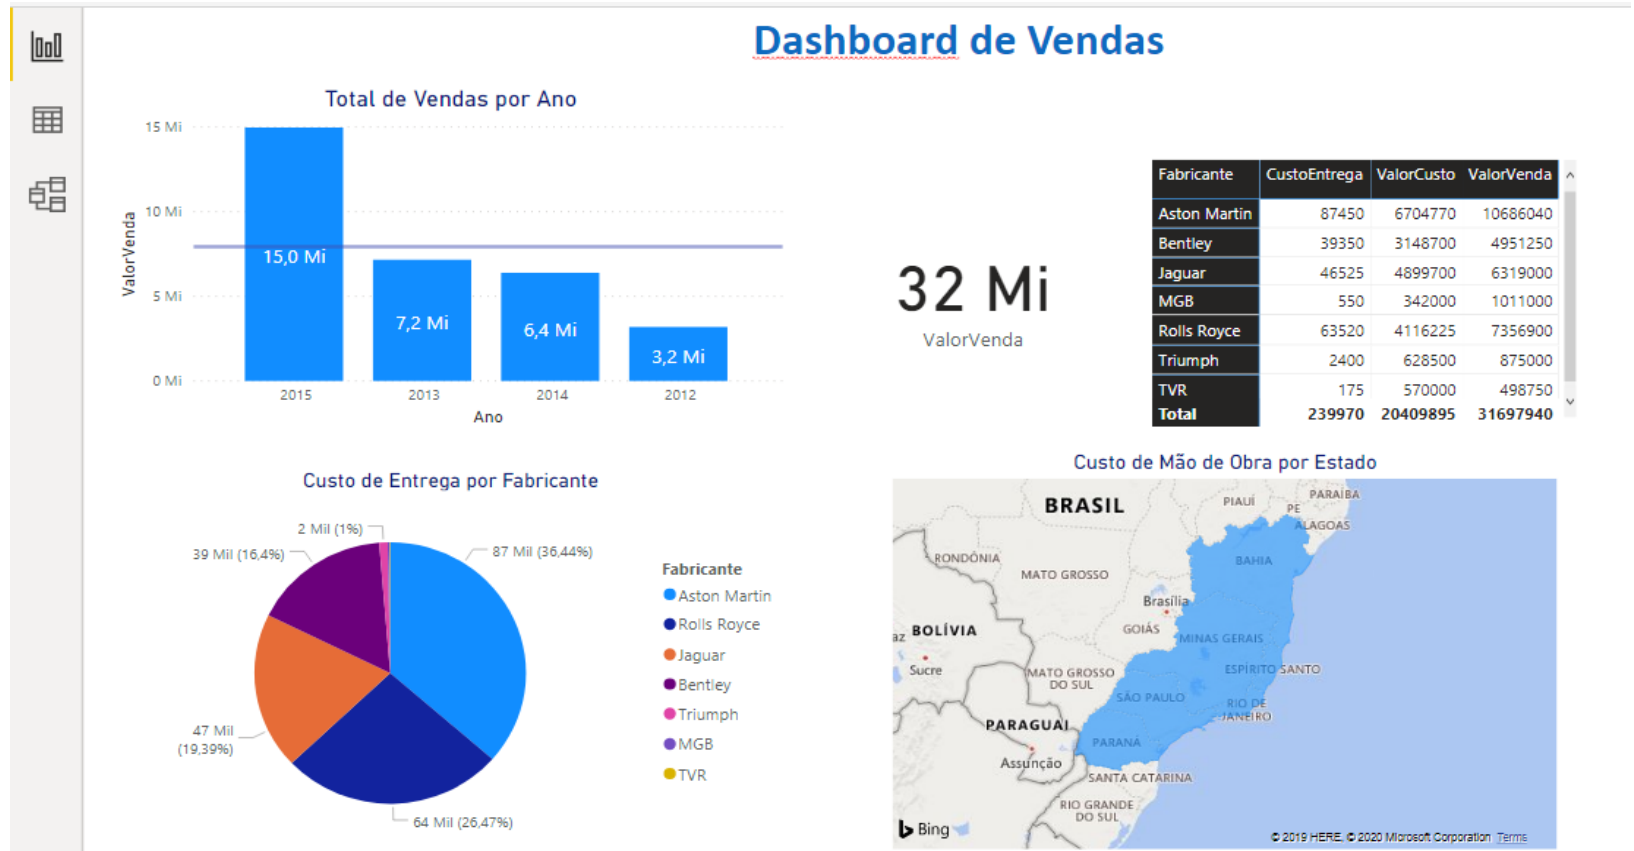 Dashboard de Vendas
Total de Vendas por Ano
15 Mi
10 Mi
5 Mi
0 Mi
ValorVenda
15,0 Mi
7,2 Mi
6,4 Mi
3,2 Mi
2015 2013 2014 2012
Ano
32 Mi
ValorVenda
Fabricante CustoEntrega ValorCusto ValorVenda
Aston Martin 87450 6704770 10686040
Bentley 39350 3148700 4951250
Jaguar 46525 4899700 6319000
MGB 550 342000 1011000
Rolls Royce 63520 4116225 7356900
Triumph 2400 628500 875000
TVR 175 570000 498750
Total 239970 20409895 31697940
Custo de Entrega por Fabricante
2 Mil (1%)
39 Mil (16,4%)
87 Mil (36,44%)
47 Mil
(19,39%)
64 Mil (26,47%)
Fabricante
Aston Martin
Rolls Royce
Jaguar
Bentley
Triumph
MGB
TVR
Custo de Mão de Obra por Estado
BRASIL
PIAUÍ
PARAÍBA
PE
ALAGOAS
RONDÔNIA
BAHIA
MATO GROSSO
Brasília
GOIÁS
az BOLÍVIA
MINAS GERAIS
Sucre
MATO GROSSO
DO SUL
ESPÍRITO SANTO
SÃO PAULO
RIO DE
JANEIRO
PARAGUAI
PARANÁ
Assunção
SANTA CATARINA
RIO GRANDE
DO SUL
Bing
© 2019 HERE, © 2020 Microsoft Corporation Terms